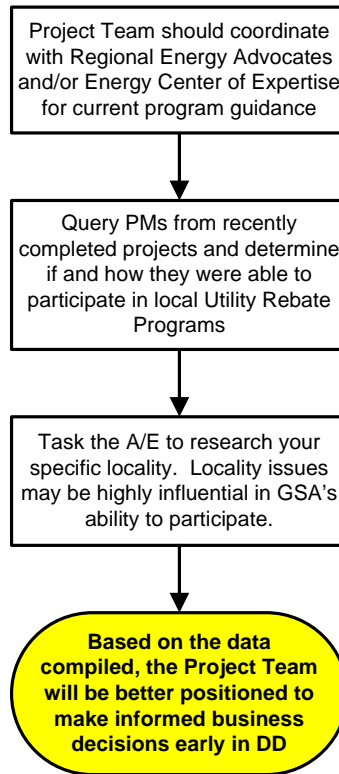 Project Team should coordinate
with Regional Energy Advocates
and/or Energy Center of Expertise
for current program guidance
Query PMs from recently
completed projects and determine
if and how they were able to
participate in local Utility Rebate
Programs
Task the A/E to research your
specific locality.  Locality issues
may be highly influential in GSA’s
ability to participate.
Based on the data
compiled, the Project Team
will be better positioned to
make informed business
decisions early in DD